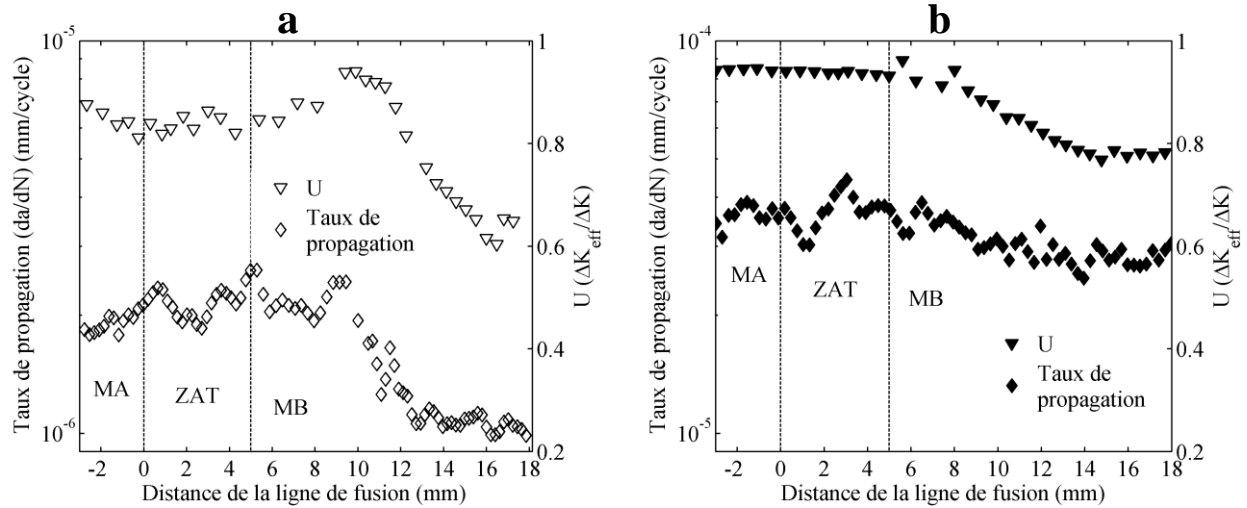 a
10^-5
10^-6
Taux de propagation (da/dN) (mm/cycle)
U
Taux de
propagation
MA
ZAT
MB
1
0.8
0.6
0.4
0.2
U (ΔK_eff/ΔK)
-2 0 2 4 6 8 10 12 14 16 18
Distance de la ligne de fusion (mm)
b
10^-4
10^-5
Taux de propagation (da/dN) (mm/cycle)
MA
ZAT
MB
U
Taux de
propagation
1
0.8
0.6
0.4
0.2
U (ΔK_eff/ΔK)
-2 0 2 4 6 8 10 12 14 16 18
Distance de la ligne de fusion (mm)